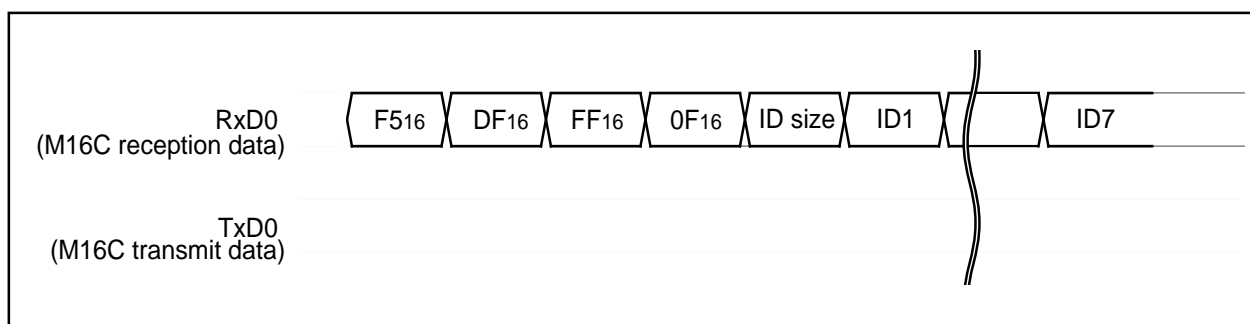 RxD0
(M16C reception data)
F516 DF16 FF16 0F16 ID size ID1 ID7
TxD0
(M16C transmit data)